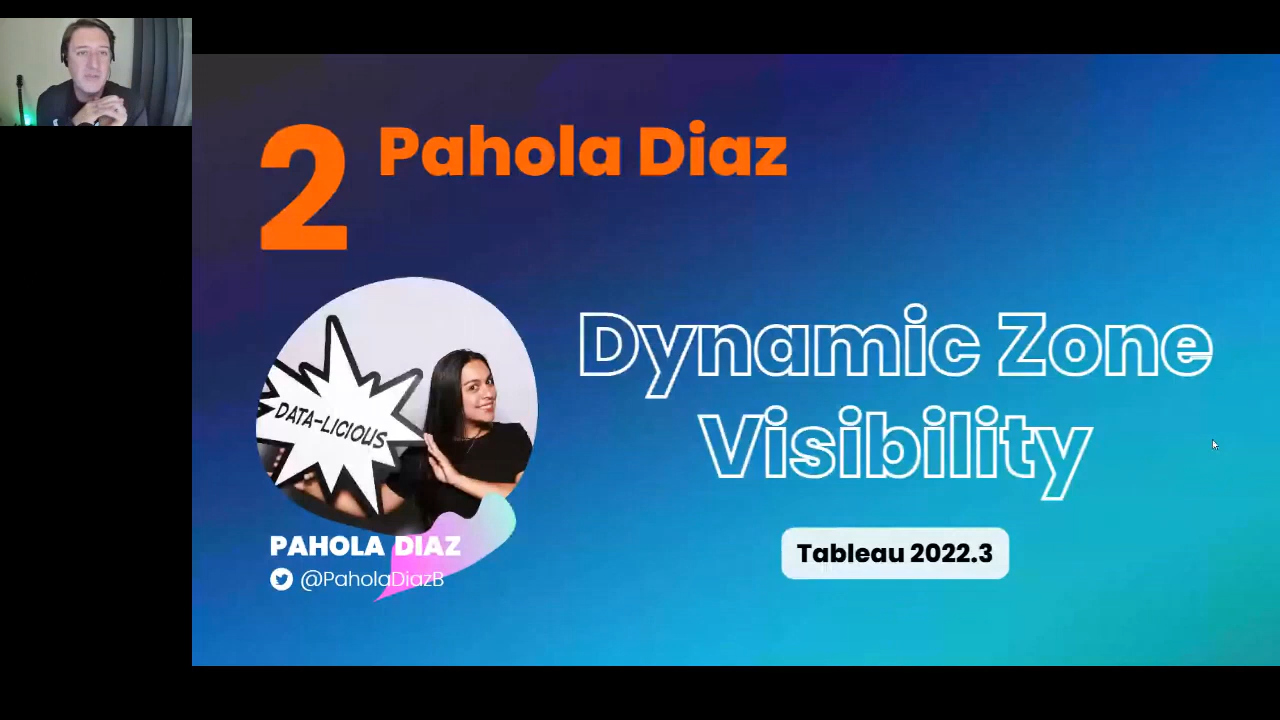 2 Pahola Diaz
DATA-LICIOUS
Dynamic Zone
Visibility
PAHOLA DIAZ
@PaholaDiazB
Tableau 2022.3